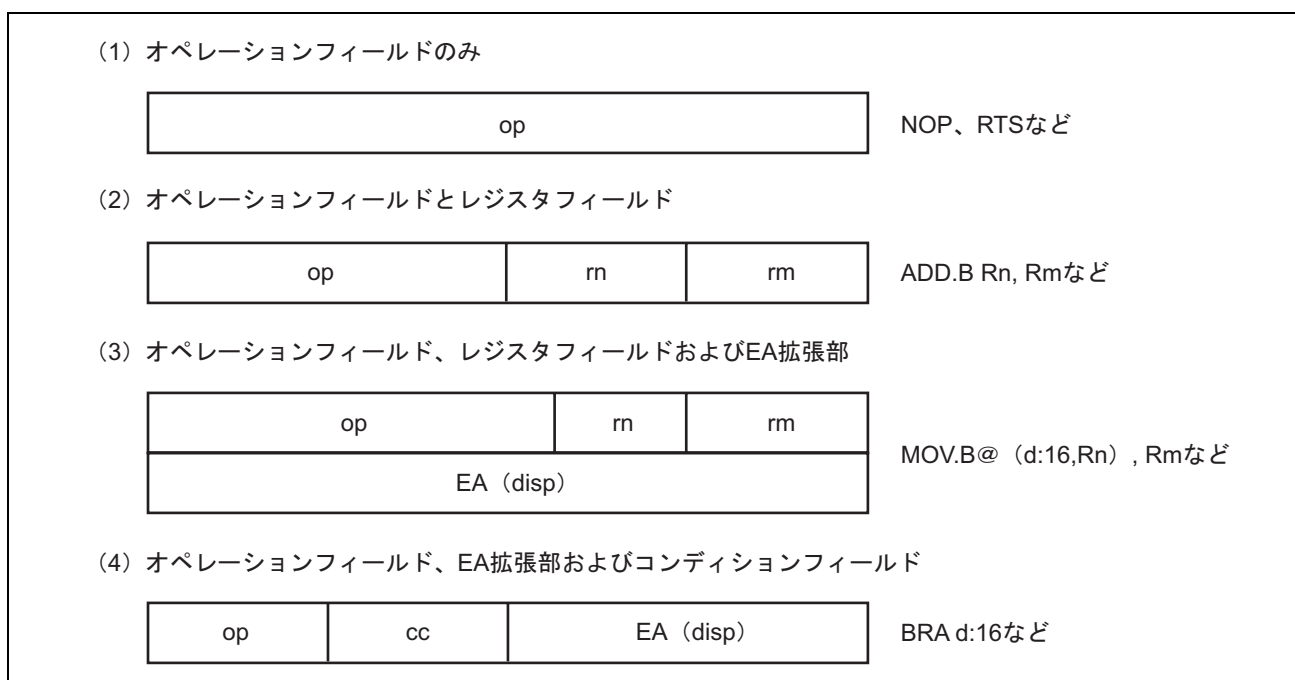 （1）オペレーションフィールドのみ
op
NOP、RTSなど
（2）オペレーションフィールドとレジスタフィールド
op rn rm
ADD.B Rn, Rmなど
（3）オペレーションフィールド、レジスタフィールドおよびEA拡張部
op rn rm
EA（disp）
MOV.B@（d:16,Rn）, Rmなど
（4）オペレーションフィールド、EA拡張部およびコンディションフィールド
op cc EA（disp）
BRA d:16など